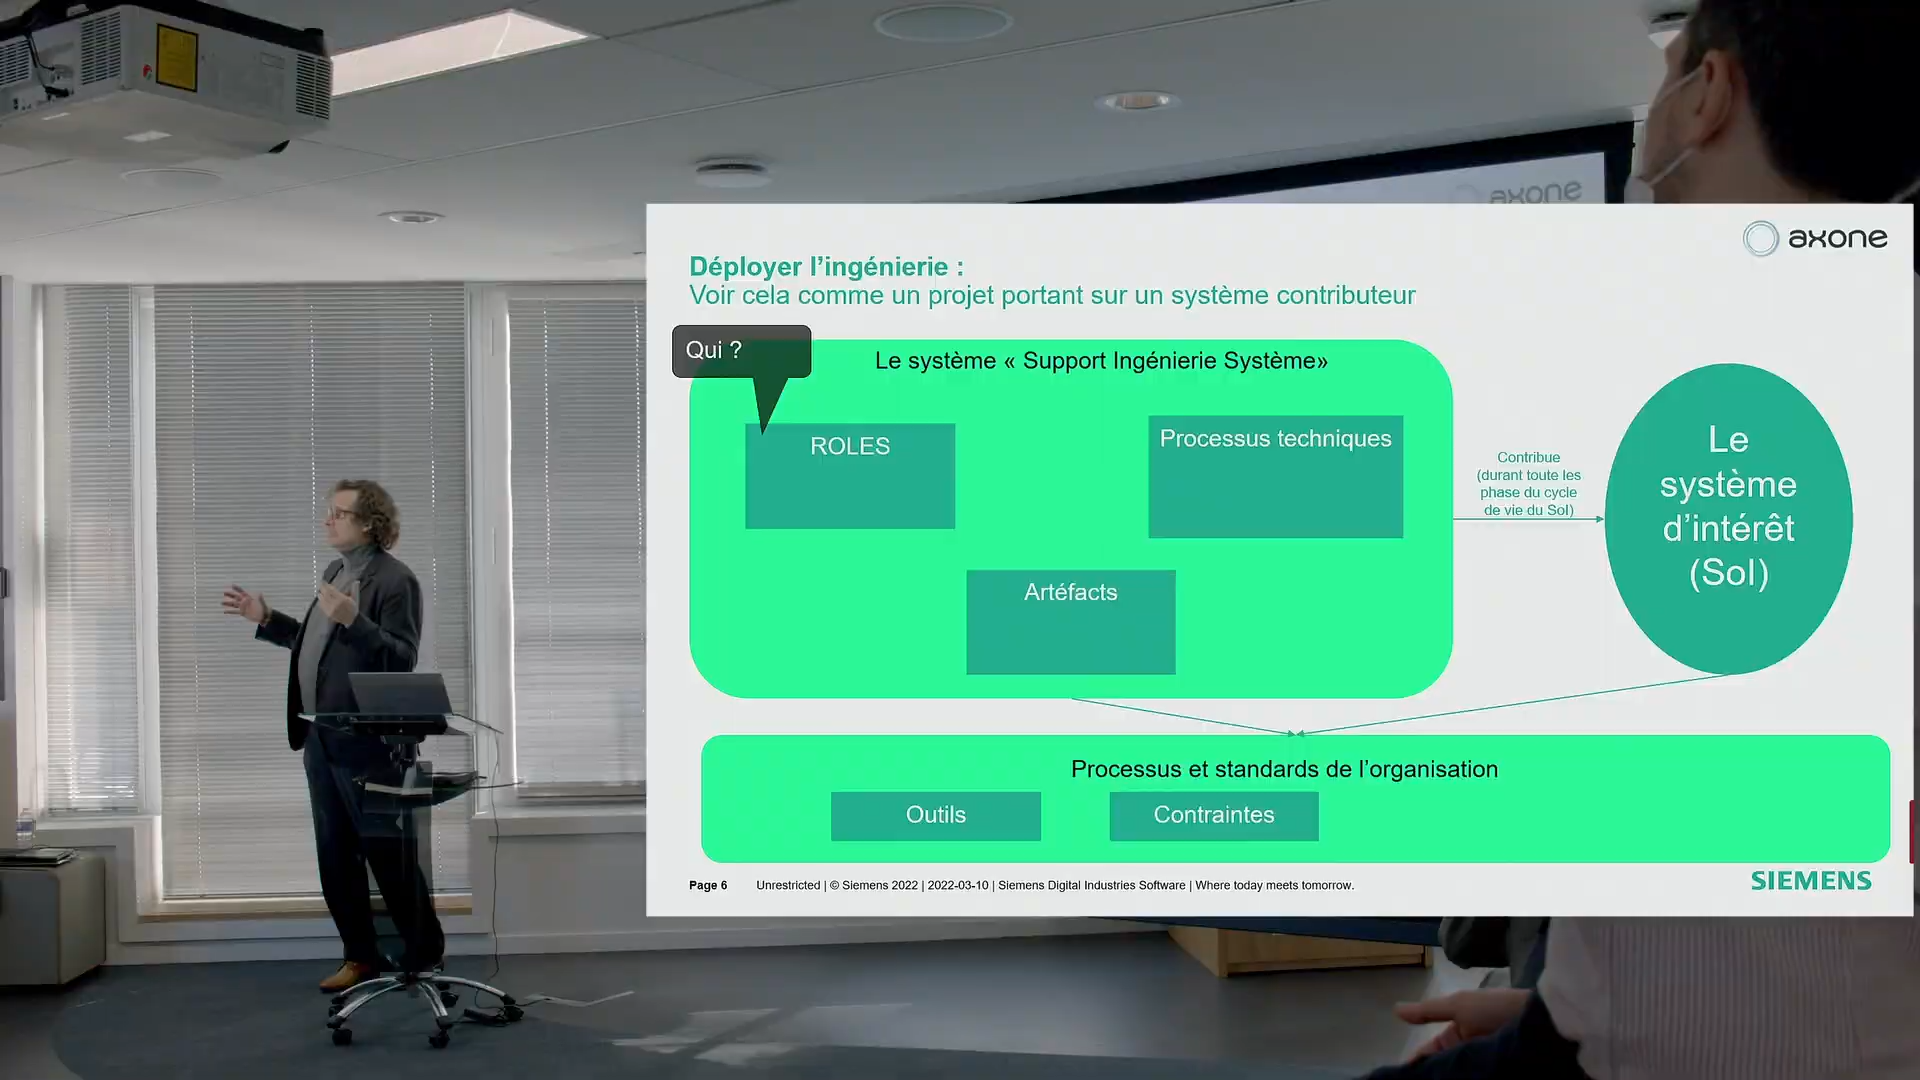 axone
axone
Déployer l’ingénierie :
Voir cela comme un projet portant sur un système contributeur
Qui ?
Le système « Support Ingénierie Système»
ROLES
Processus techniques
Artéfacts
Contribue
(durant toute les
phase du cycle
de vie du SoI)
Le
système
d’intérêt
(SoI)
Processus et standards de l’organisation
Outils
Contraintes
Page 6 Unrestricted | © Siemens 2022 | 2022-03-10 | Siemens Digital Industries Software | Where today meets tomorrow.
SIEMENS